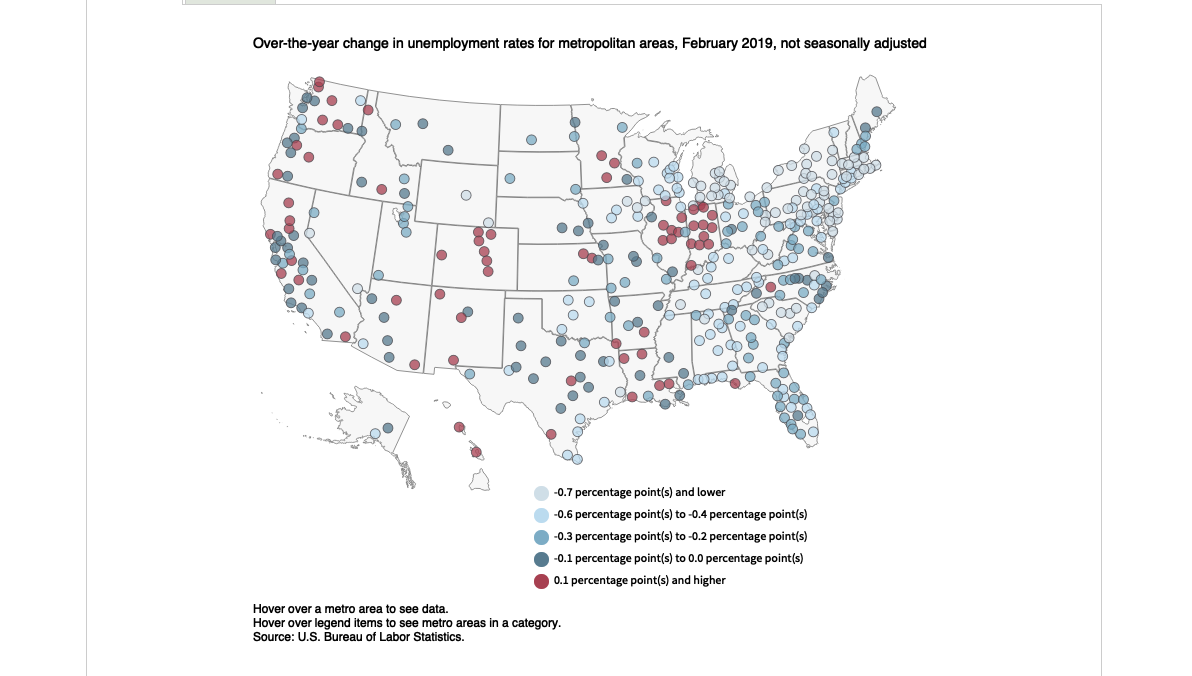 Over-the-year change in unemployment rates for metropolitan areas, February 2019, not seasonally adjusted
-0.7 percentage point(s) and lower
-0.6 percentage point(s) to -0.4 percentage point(s)
-0.3 percentage point(s) to -0.2 percentage point(s)
-0.1 percentage point(s) to 0.0 percentage point(s)
0.1 percentage point(s) and higher
Hover over a metro area to see data.
Hover over legend items to see metro areas in a category.
Source: U.S. Bureau of Labor Statistics.